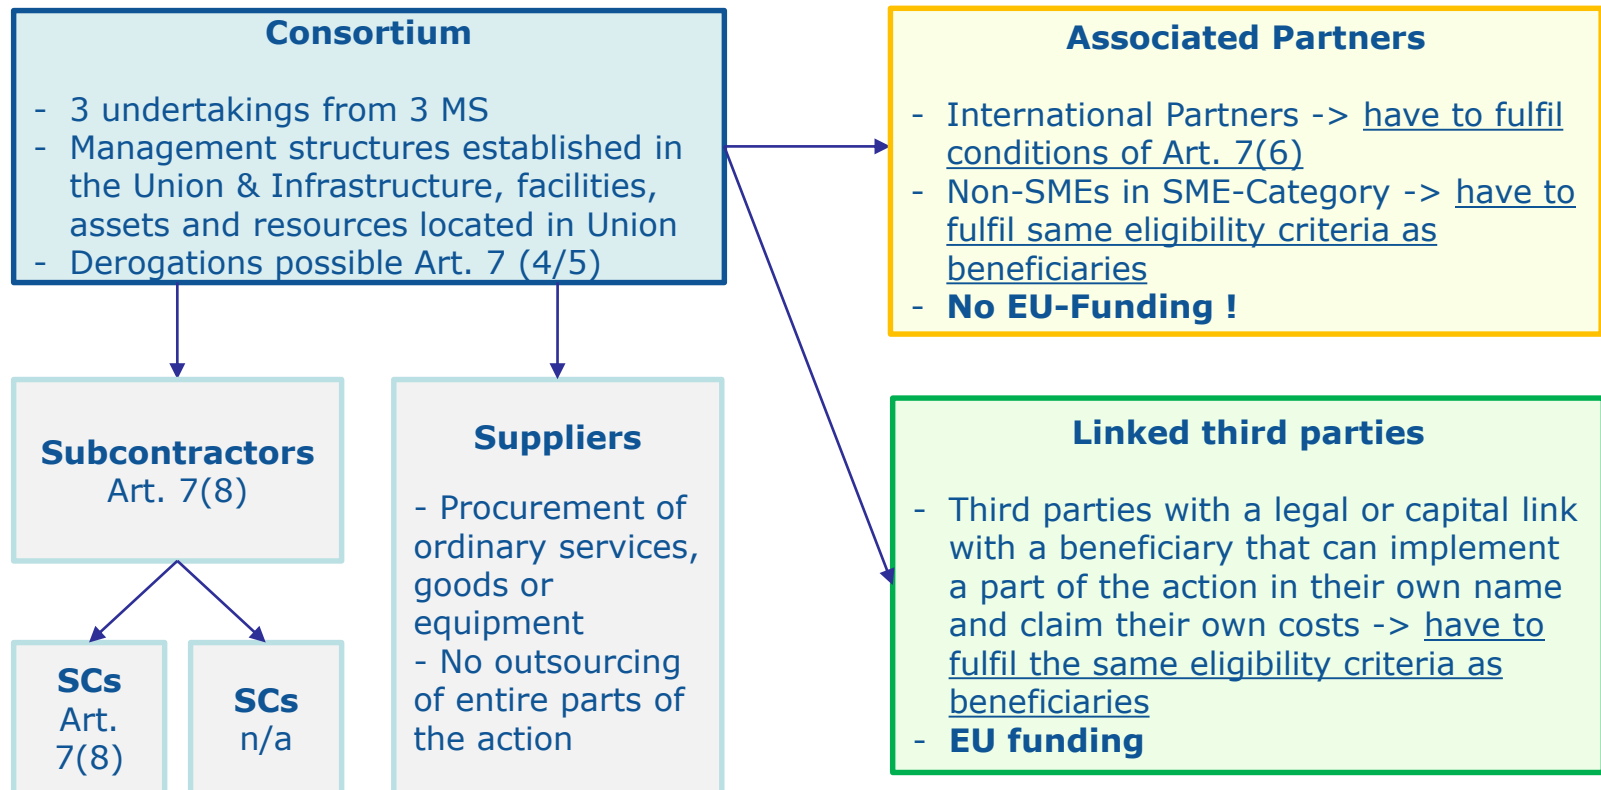 Consortium
- 3 undertakings from 3 MS
- Management structures established in
the Union & Infrastructure, facilities,
assets and resources located in Union
- Derogations possible Art. 7 (4/5)
Associated Partners
- International Partners -> have to fulfil
conditions of Art. 7(6)
- Non-SMEs in SME-Category -> have to
fulfil same eligibility criteria as
beneficiaries
- No EU-Funding !
Subcontractors
Art. 7(8)
Suppliers
- Procurement of
ordinary services,
goods or
equipment
- No outsourcing
of entire parts of
the action
Linked third parties
- Third parties with a legal or capital link
with a beneficiary that can implement
a part of the action in their own name
and claim their own costs -> have to
fulfil the same eligibility criteria as
beneficiaries
- EU funding
SCs
Art.
7(8)
SCs
n/a